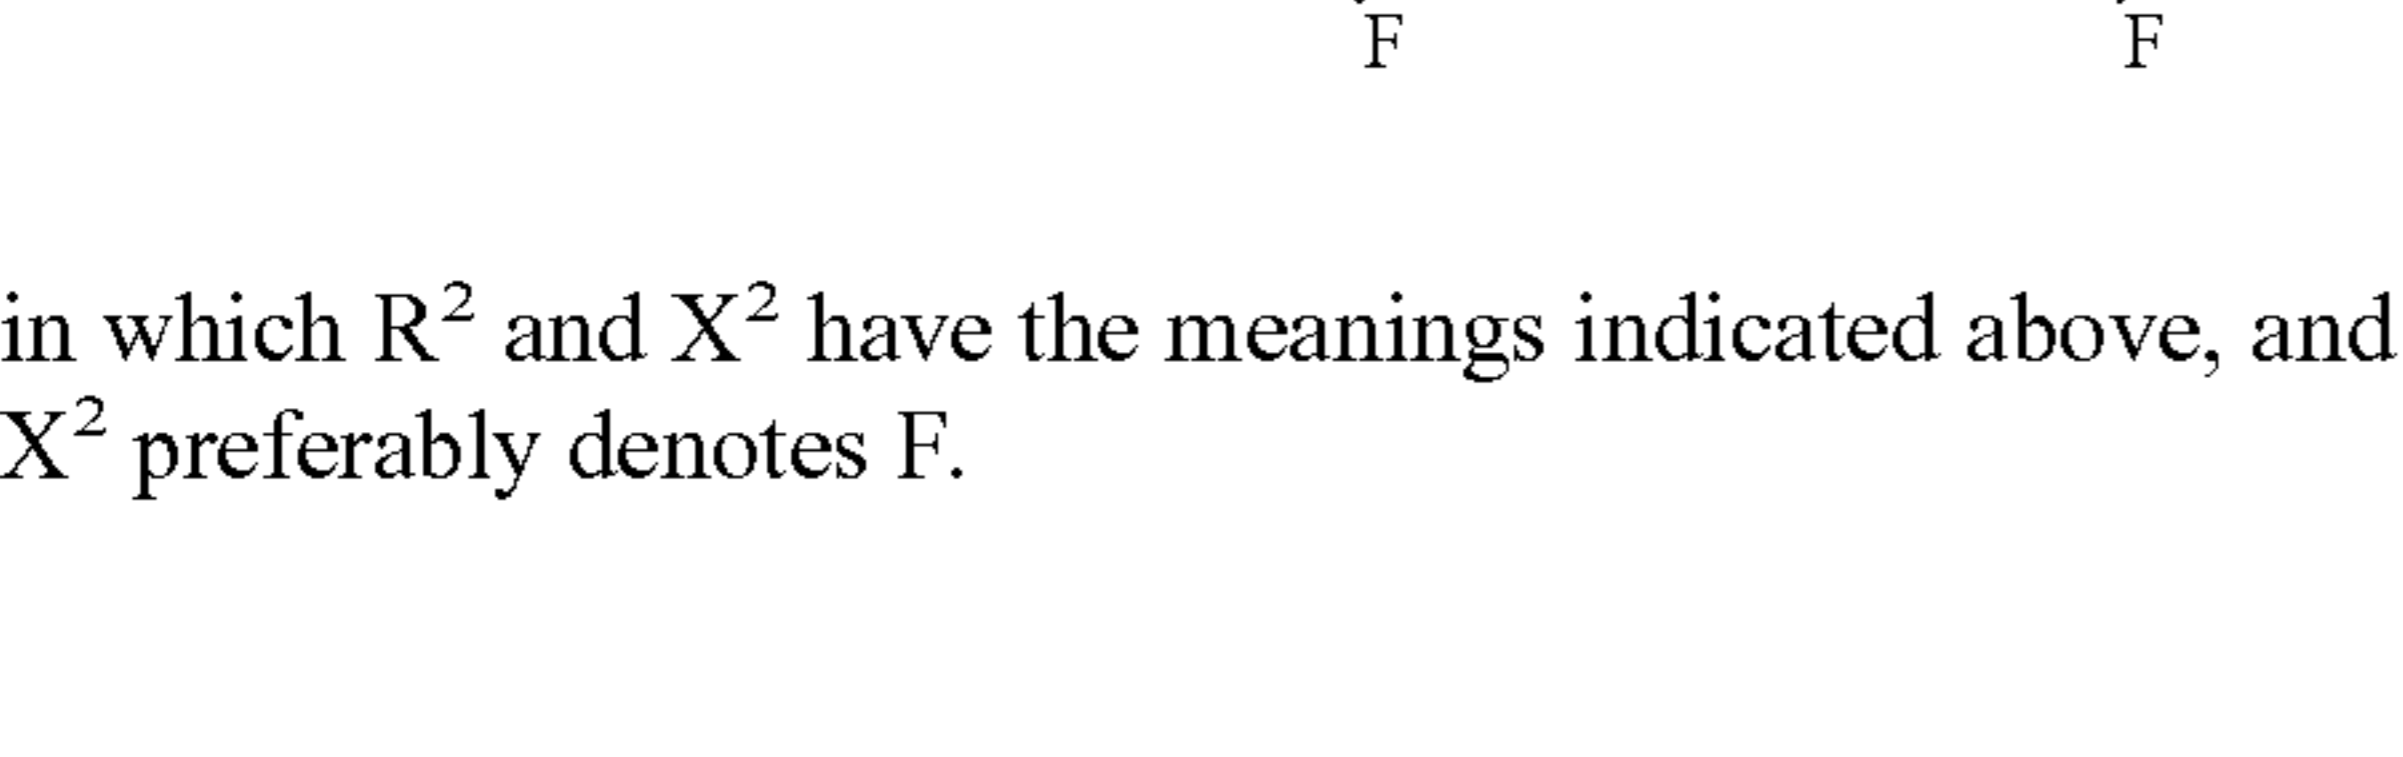 F F
in which R² and X² have the meanings indicated above, and
X² preferably denotes F.